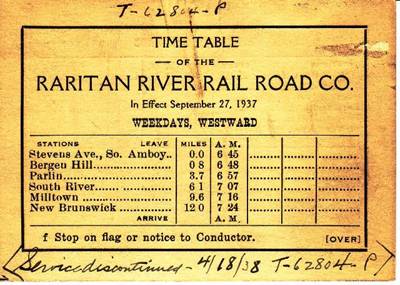 T-62804-P
TIME TABLE
OF THE
RARITAN RIVER RAIL ROAD CO.
In Effect September 27, 1937
WEEKDAYS, WESTWARD
STATIONS LEAVE MILES A. M.
Stevens Ave., So. Amboy.. 0.0 6 45
Bergen Hill 0 8 6 48
Parlin 3.7 6 57
South River 6 1 7 07
Milltown 9.6 7 16
New Brunswick 12 0 7 24
ARRIVE A. M.
f Stop on flag or notice to Conductor. [OVER]
(Service discontinued - 4/18/38 T-62804-P)